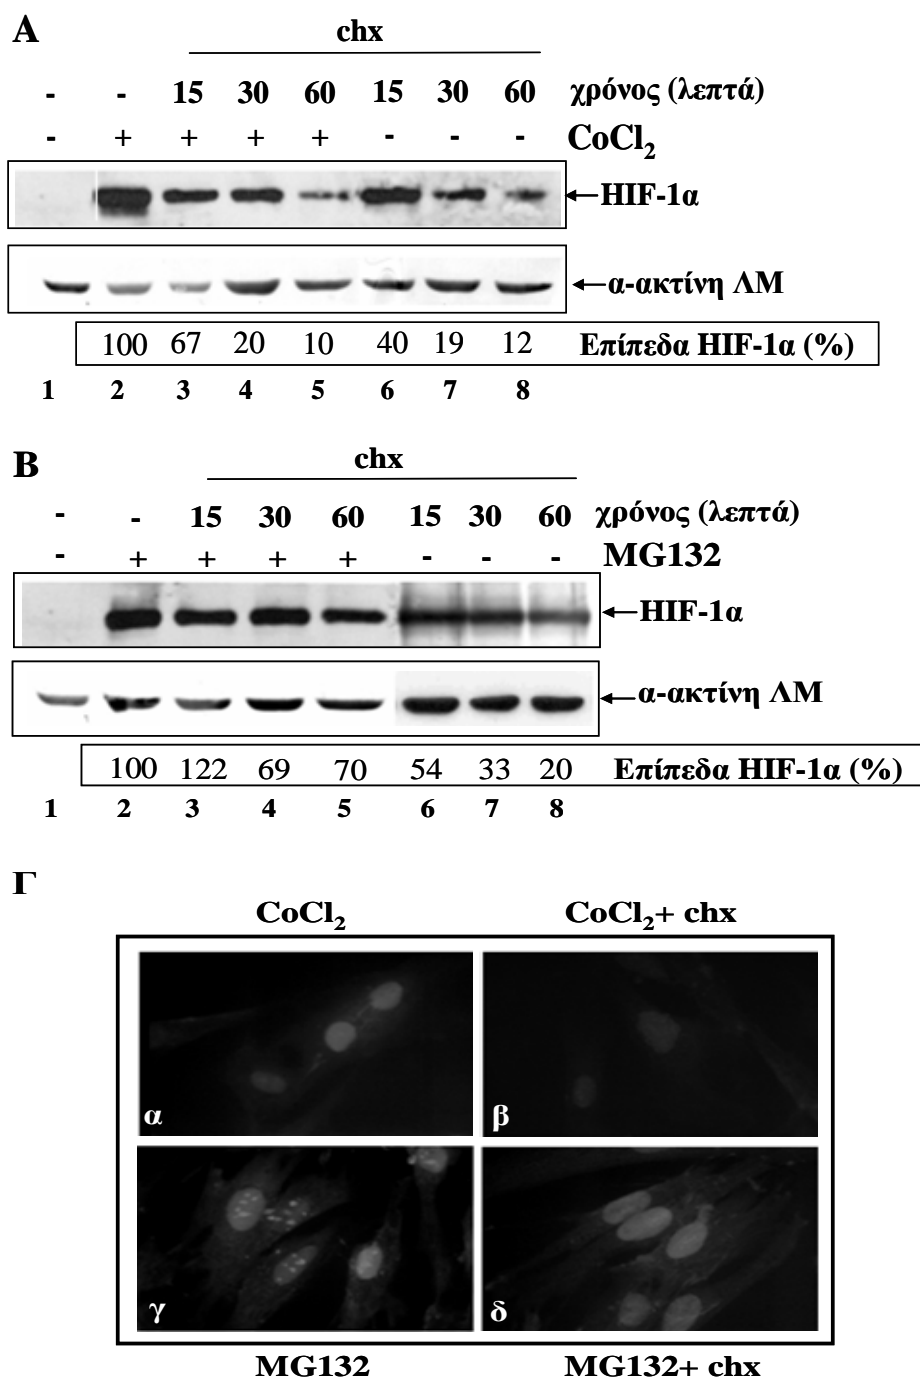 A
chx
- - 15 30 60 15 30 60 χρόνος (λεπτά)
- + + + + - - - CoCl2
HIF-1α
α-ακτίνη ΛΜ
100 67 20 10 40 19 12 Επίπεδα HIF-1α (%)
1 2 3 4 5 6 7 8
B
chx
- - 15 30 60 15 30 60 χρόνος (λεπτά)
- + + + + - - - MG132
HIF-1α
α-ακτίνη ΛΜ
100 122 69 70 54 33 20 Επίπεδα HIF-1α (%)
1 2 3 4 5 6 7 8
Γ
CoCl2 CoCl2+ chx
α β
γ δ
MG132 MG132+ chx